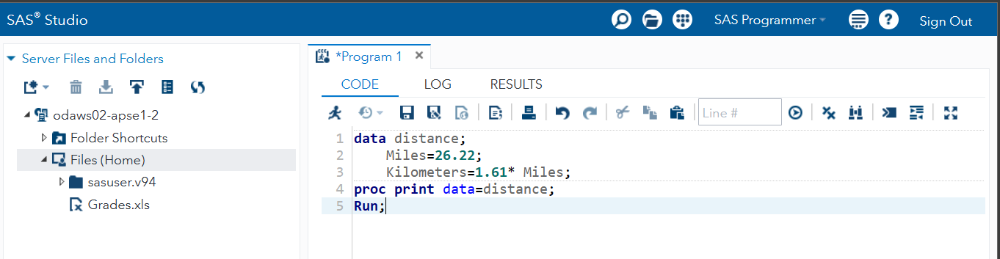 SAS® Studio
SAS Programmer
Sign Out
Server Files and Folders
odaws02-apse1-2
Folder Shortcuts
Files (Home)
sasuser.v94
Grades.xls
*Program 1
CODE LOG RESULTS
Line #
1 data distance;
2 Miles=26.22;
3 Kilometers=1.61* Miles;
4 proc print data=distance;
5 Run;